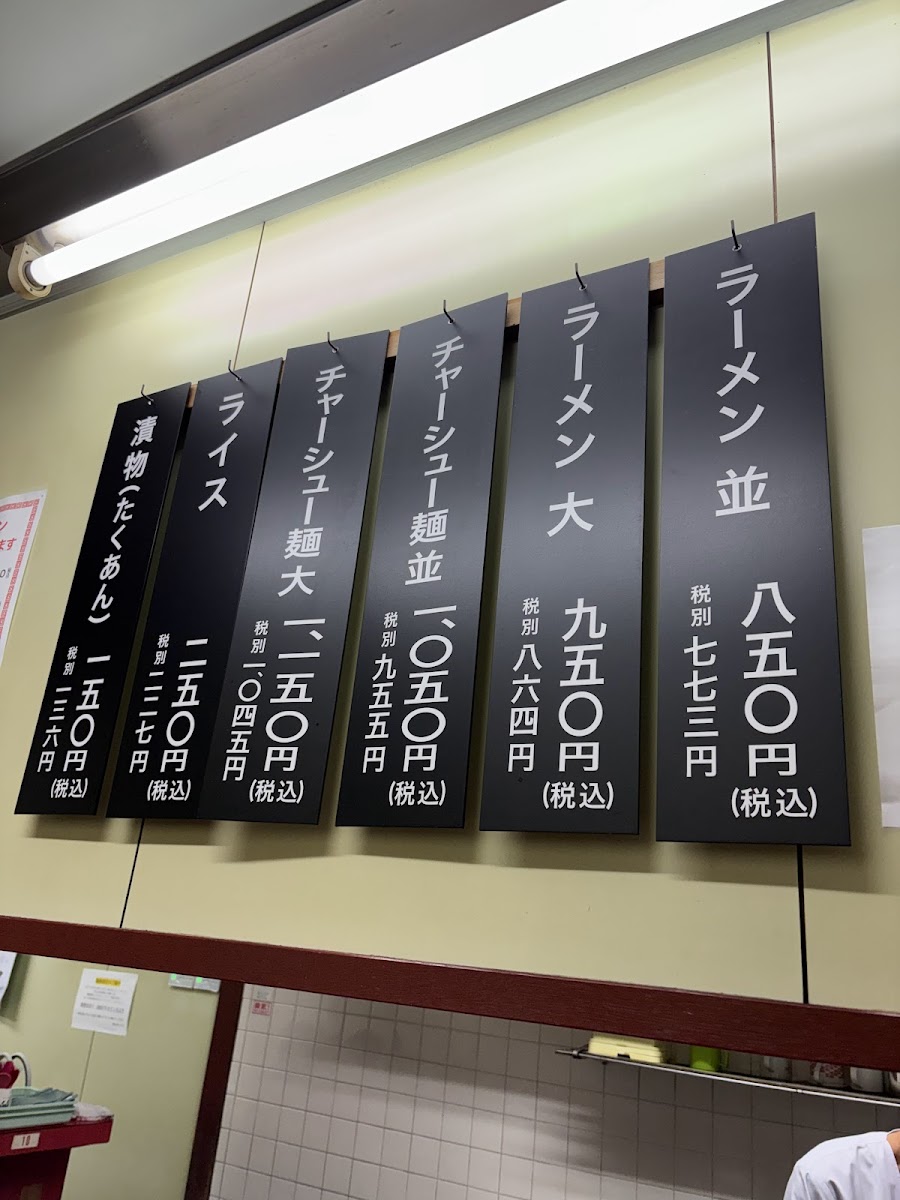 ラーメン 並
八五〇円
(税込)
税別 七七三円
ラーメン 大
九五〇円
(税込)
税別 八六四円
チャーシュー麺並
一、〇五〇円
(税込)
税別 九五五円
チャーシュー麺大
一、一五〇円
(税込)
税別 一、〇四五円
ライス
二五〇円
(税込)
税別 二二七円
漬物(たくあん)
一五〇円
(税込)
税別 一三六円
10